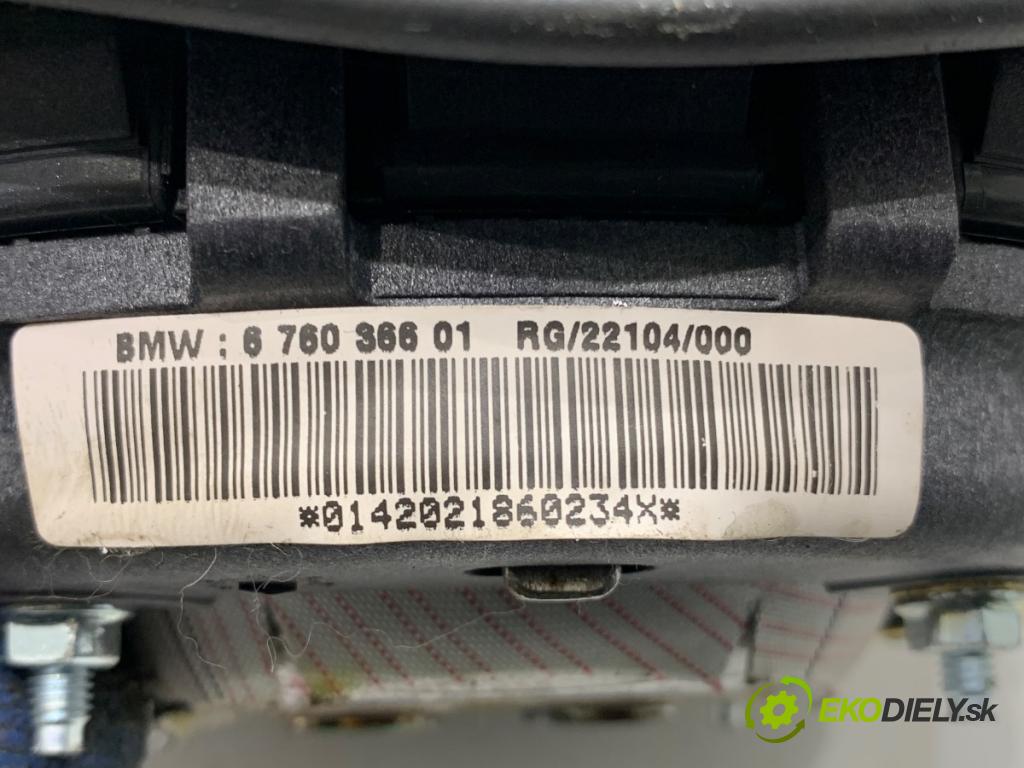 BMW : 6 760 366 01 RG/22104/000
*0142021860234X*
EKODIELY.sk